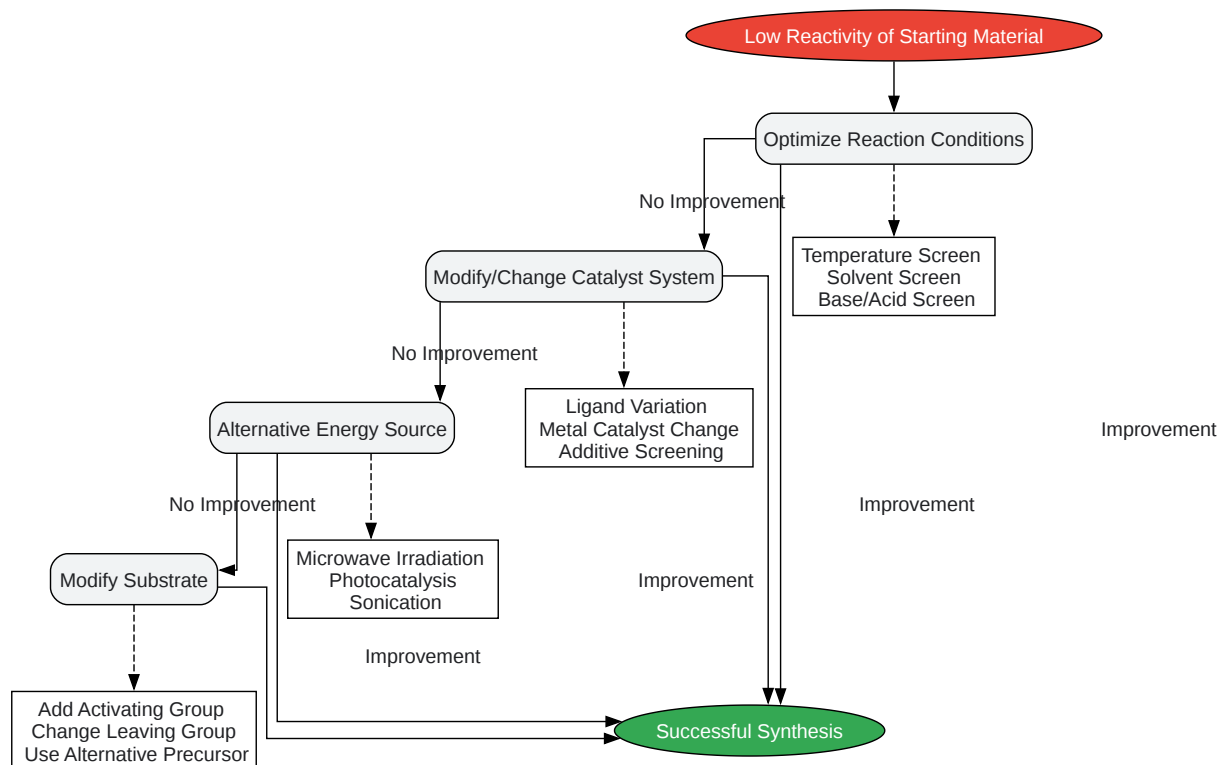 Low Reactivity of Starting Material
Optimize Reaction Conditions
No Improvement
Temperature Screen
Solvent Screen
Base/Acid Screen
Modify/Change Catalyst System
No Improvement
Ligand Variation
Metal Catalyst Change
Additive Screening
Alternative Energy Source
Improvement
No Improvement
Improvement
Microwave Irradiation
Photocatalysis
Sonication
Modify Substrate
Improvement
Improvement
Add Activating Group
Change Leaving Group
Use Alternative Precursor
Successful Synthesis